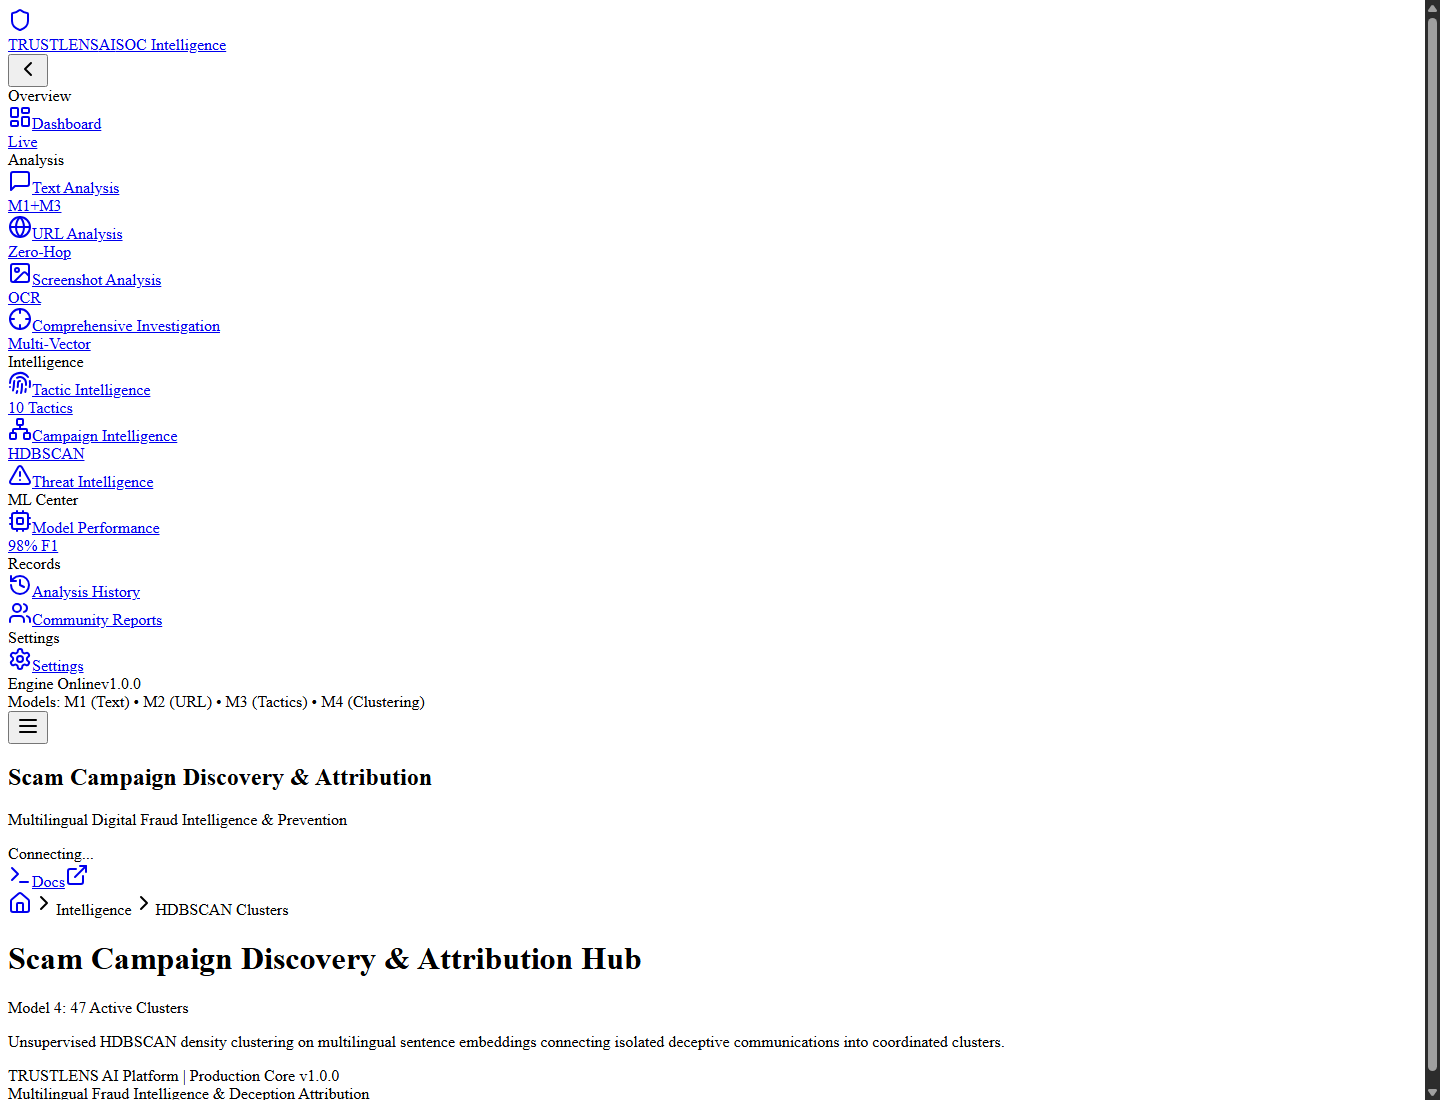 TRUSTLENSAISOC Intelligence
Overview
Dashboard
Live
Analysis
Text Analysis
M1+M3
URL Analysis
Zero-Hop
Screenshot Analysis
OCR
Comprehensive Investigation
Multi-Vector
Intelligence
Tactic Intelligence
10 Tactics
Campaign Intelligence
HDBSCAN
Threat Intelligence
ML Center
Model Performance
98% F1
Records
Analysis History
Community Reports
Settings
Settings
Engine Onlinev1.0.0
Models: M1 (Text) • M2 (URL) • M3 (Tactics) • M4 (Clustering)
Scam Campaign Discovery & Attribution
Multilingual Digital Fraud Intelligence & Prevention
Connecting...
Docs
Intelligence HDBSCAN Clusters
Scam Campaign Discovery & Attribution Hub
Model 4: 47 Active Clusters
Unsupervised HDBSCAN density clustering on multilingual sentence embeddings connecting isolated deceptive communications into coordinated clusters.
TRUSTLENS AI Platform | Production Core v1.0.0
Multilingual Fraud Intelligence & Deception Attribution